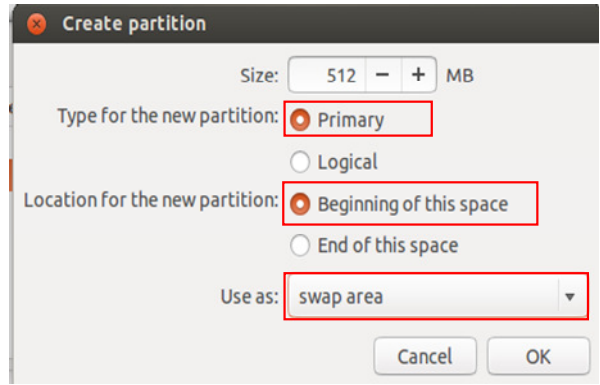 Create partition
Size: 512 − + MB
Type for the new partition: Primary
Logical
Location for the new partition: Beginning of this space
End of this space
Use as: swap area
Cancel OK